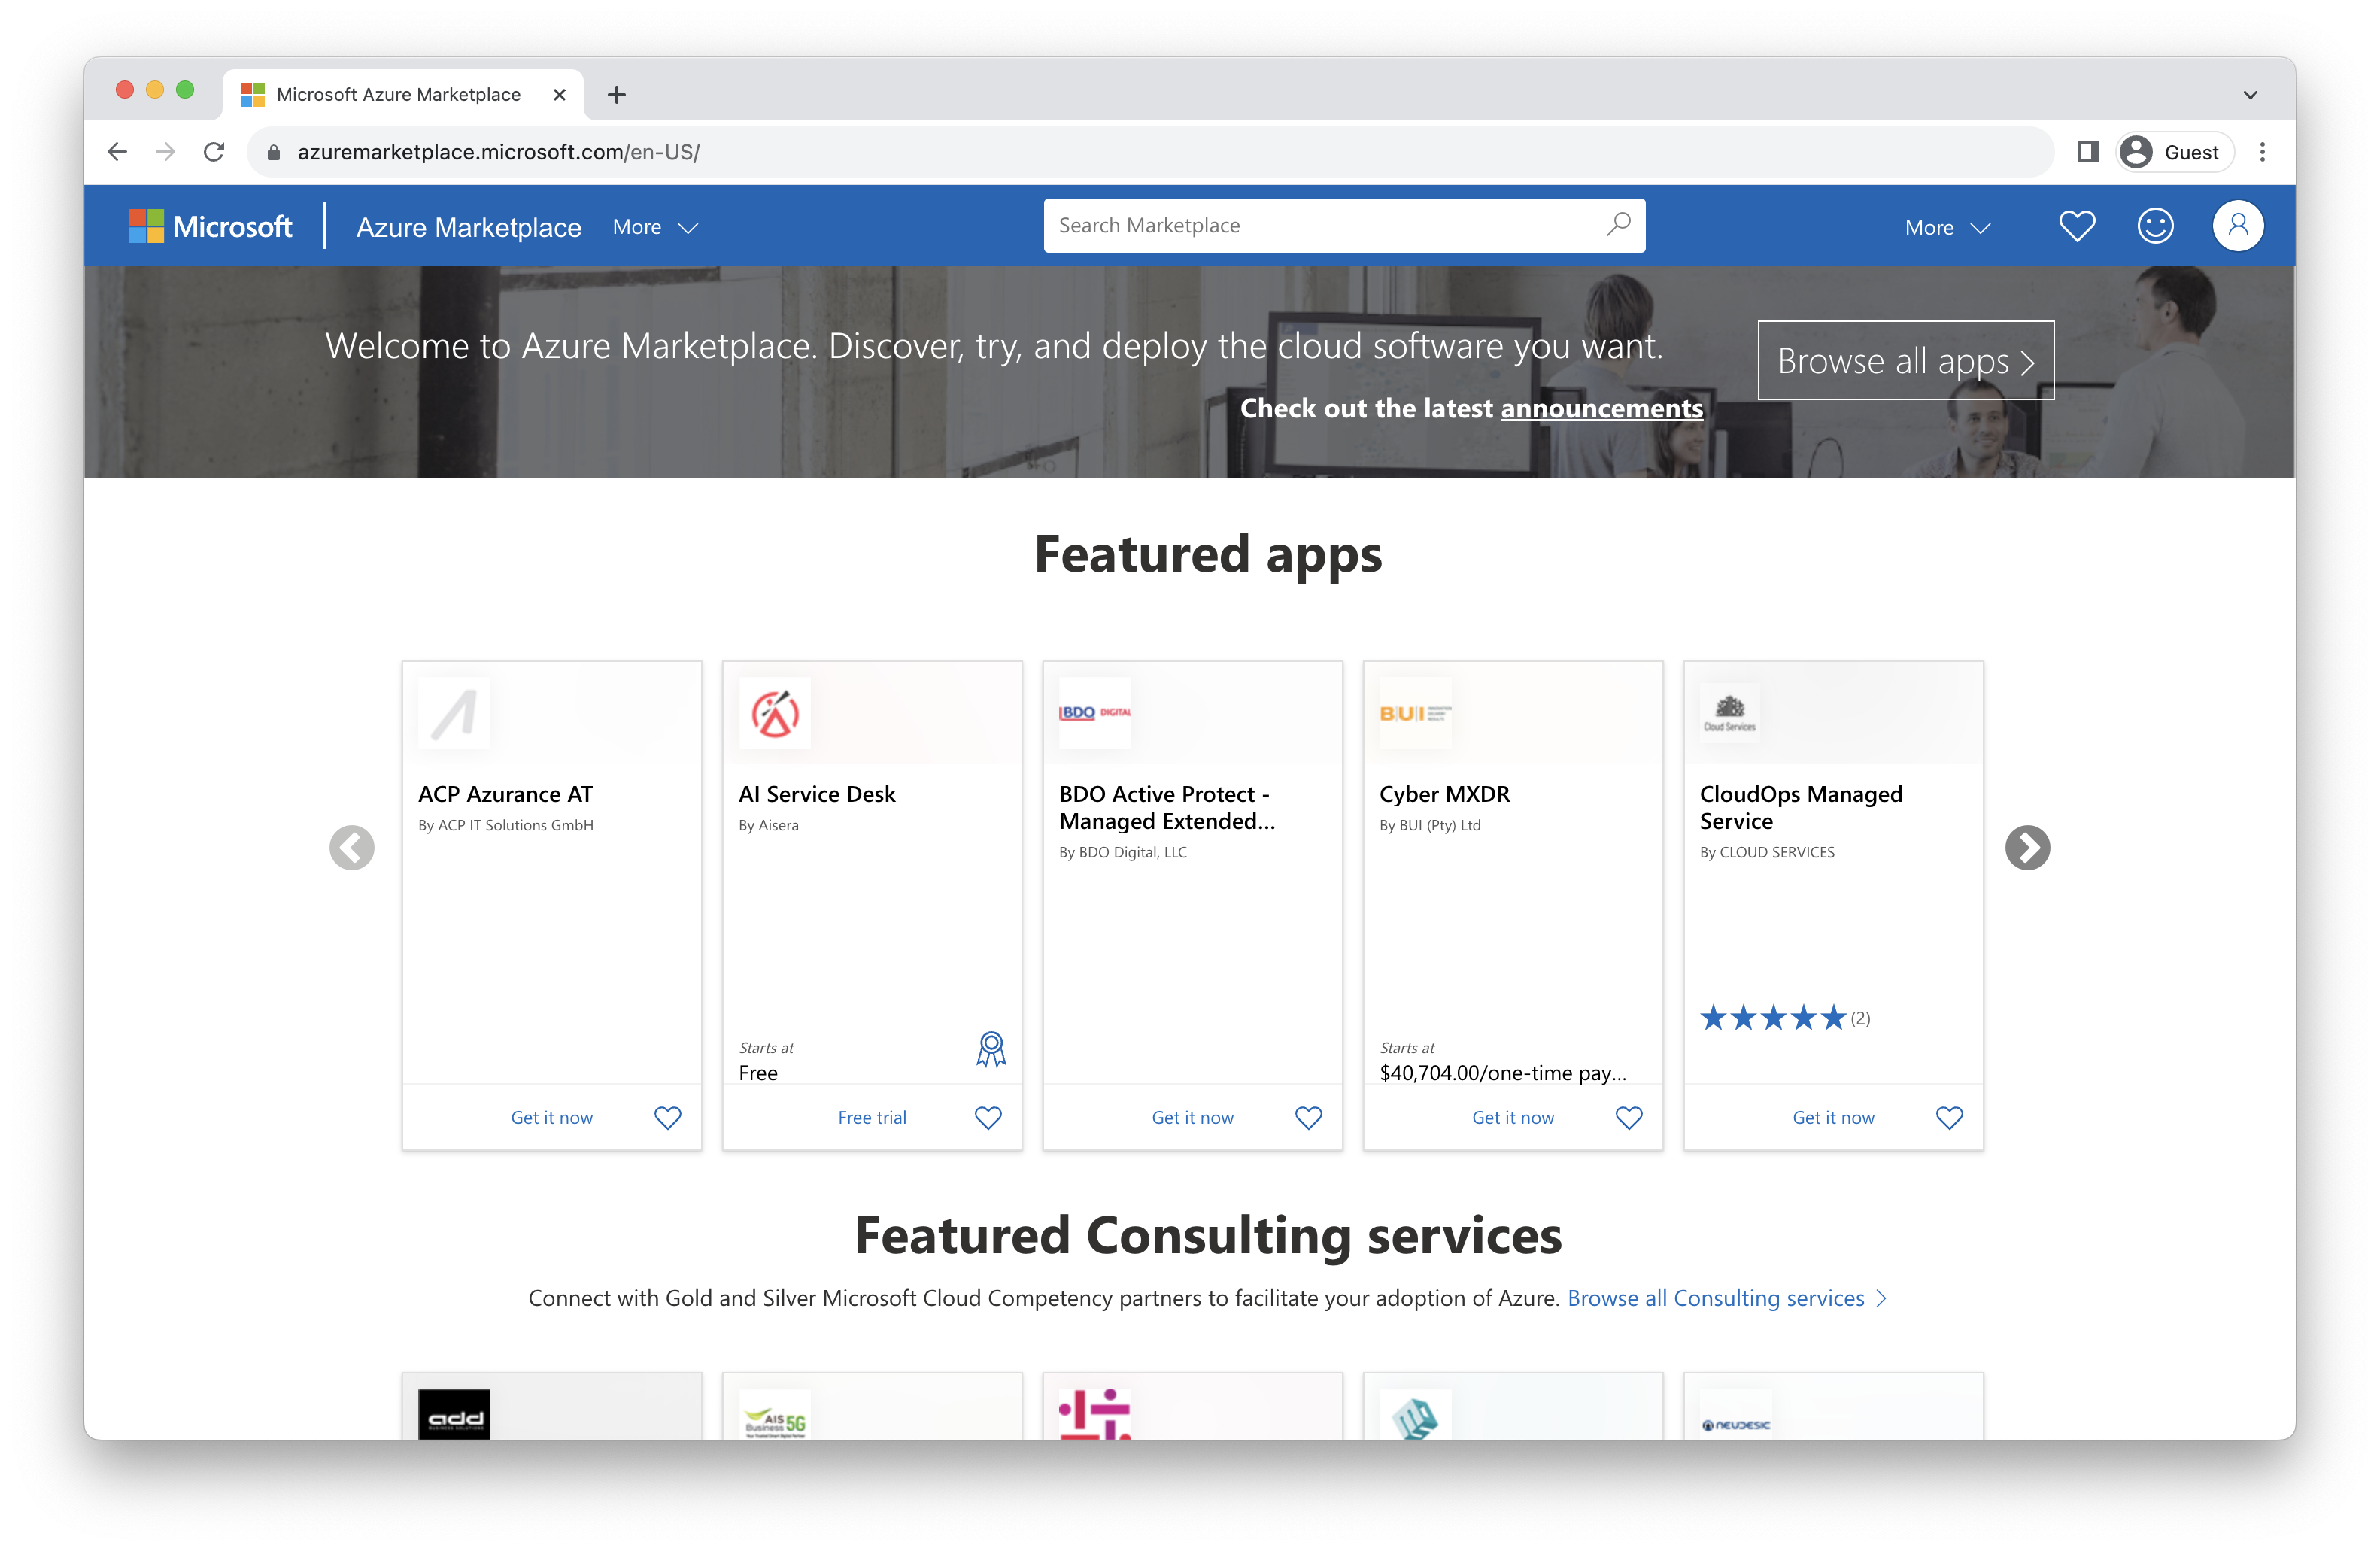 Microsoft Azure Marketplace
azuremarketplace.microsoft.com/en-US/
Guest
Microsoft
Azure Marketplace
More
Search Marketplace
More
Welcome to Azure Marketplace. Discover, try, and deploy the cloud software you want.
Browse all apps
Check out the latest announcements
Featured apps
BDO DIGITAL
B|U|I
Cloud Services
ACP Azurance AT
By ACP IT Solutions GmbH
AI Service Desk
By Aisera
Starts at
Free
BDO Active Protect -
Managed Extended...
By BDO Digital, LLC
Cyber MXDR
By BUI (Pty) Ltd
Starts at
$40,704.00/one-time pay...
CloudOps Managed
Service
By CLOUD SERVICES
(2)
Get it now
Free trial
Get it now
Get it now
Get it now
Featured Consulting services
Connect with Gold and Silver Microsoft Cloud Competency partners to facilitate your adoption of Azure. Browse all Consulting services
add
AIS 5G
Business
NEUDESIC